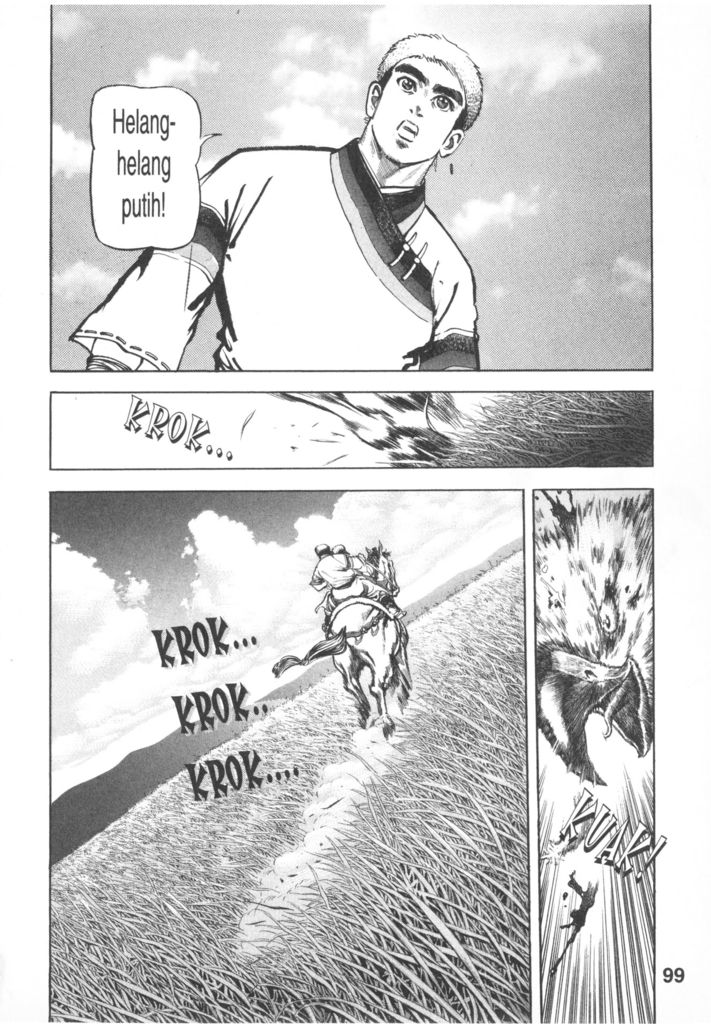 Helang-
helang
putih!
KROK...
KROK...
KROK..
KROK....
KUAK!
99